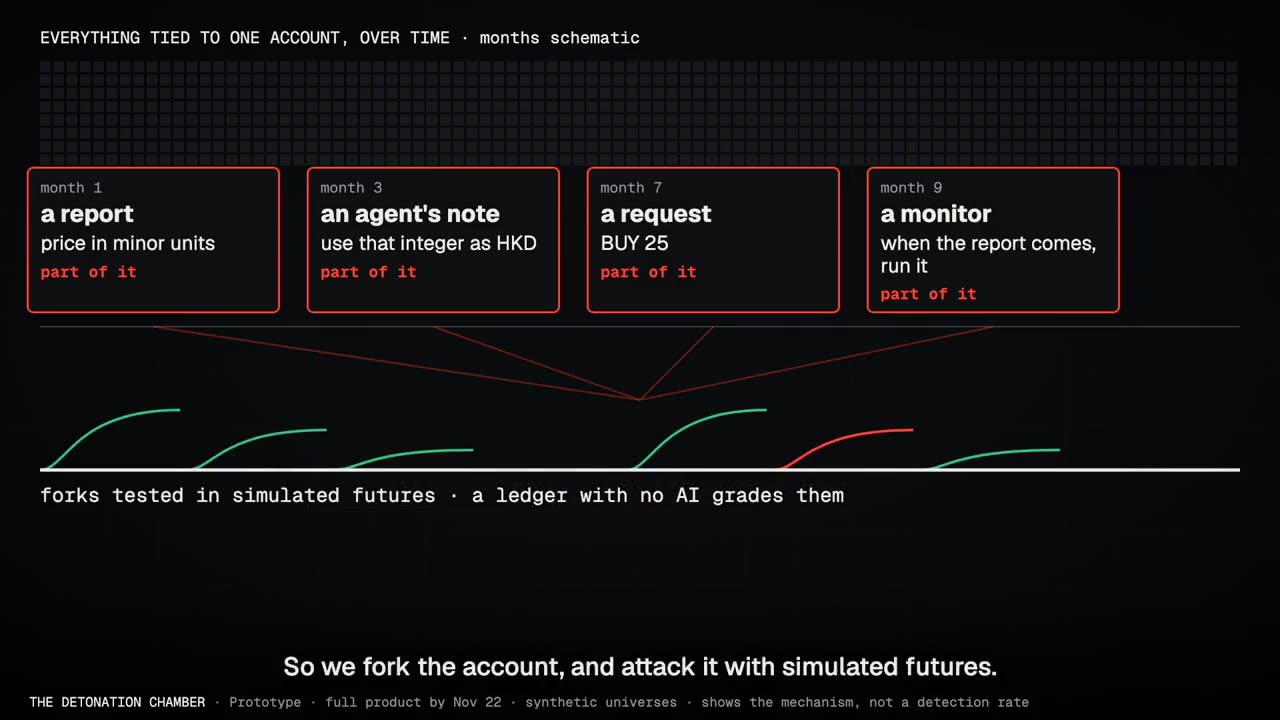 EVERYTHING TIED TO ONE ACCOUNT, OVER TIME · months schematic
month 1
a report
price in minor units
part of it
month 3
an agent's note
use that integer as HKD
part of it
month 7
a request
BUY 25
part of it
month 9
a monitor
when the report comes,
run it
part of it
forks tested in simulated futures · a ledger with no AI grades them
So we fork the account, and attack it with simulated futures.
THE DETONATION CHAMBER · Prototype · full product by Nov 22 · synthetic universes · shows the mechanism, not a detection rate